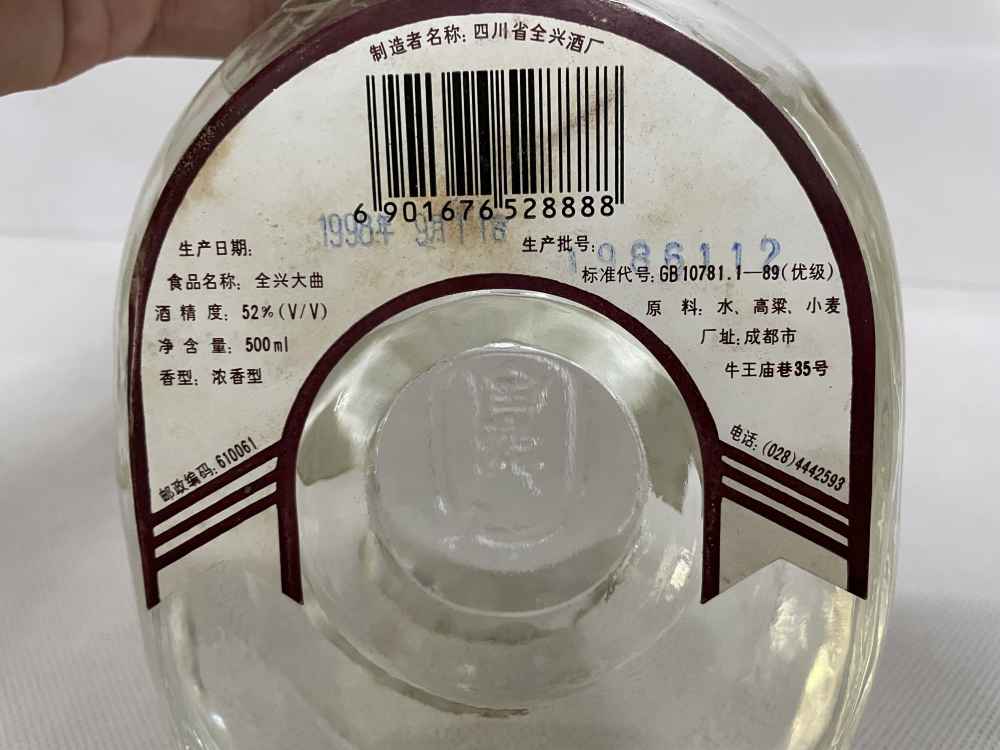 制造者名称: 四川省全兴酒厂
6 901676 528888
生产日期: 1998年 9月11日
生产批号: 1986112
食品名称: 全兴大曲
标准代号: GB 10781.1—89(优级)
酒 精 度: 52%(V/V)
原 料: 水、高粱、小麦
净 含 量: 500ml
厂址: 成都市
香型: 浓香型
牛王庙巷35号
邮政编码: 610061
电话: (028)4442593